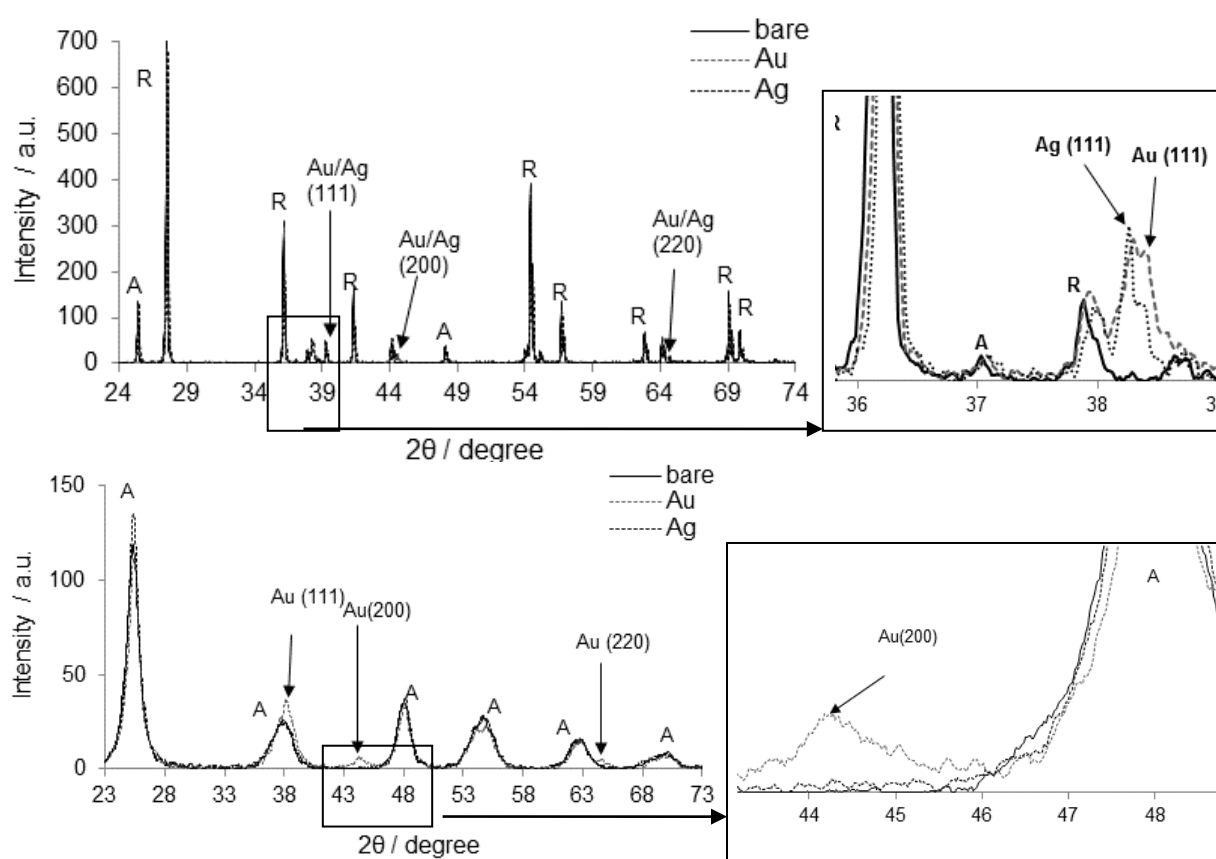 700
600
500
400
300
200
100
0
Intensity / a.u.
bare
Au
Ag
R
A
R
Au/Ag
(111)
R
Au/Ag
(200)
A
R
R
R
Au/Ag
(220)
R
R
24 29 34 39 44 49 54 59 64 69 74
2θ / degree
Ag (111)
Au (111)
R
A
36 37 38
150
100
50
0
Intensity / a.u.
bare
Au
Ag
A
Au (111)
Au(200)
Au (220)
A
A
A
A
A
23 28 33 38 43 48 53 58 63 68 73
2θ / degree
A
Au(200)
44 45 46 47 48